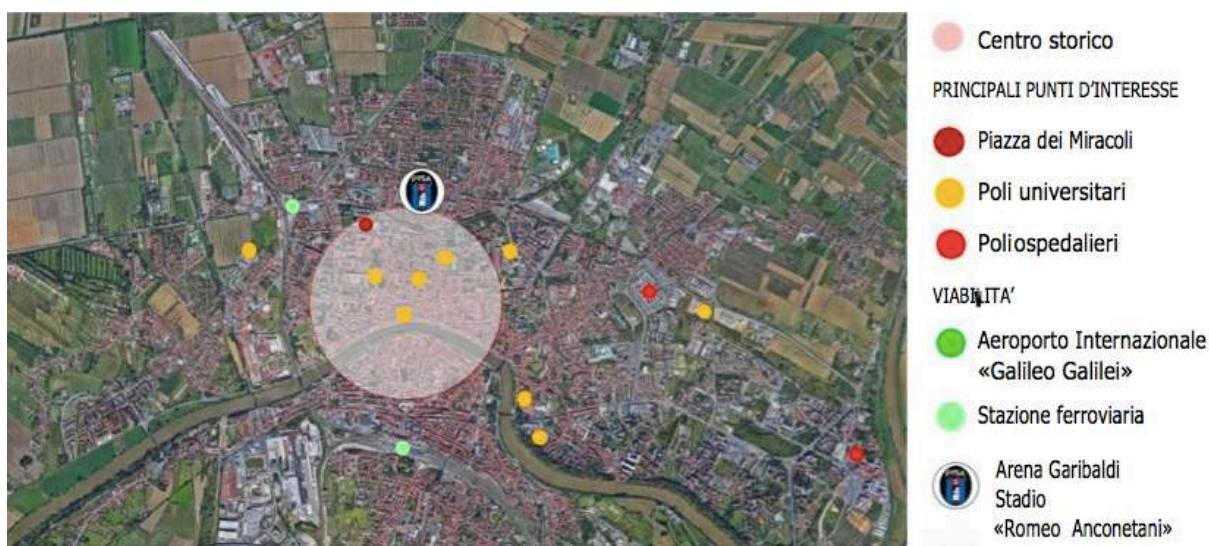 Centro storico
PRINCIPALI PUNTI D'INTERESSE
Piazza dei Miracoli
Poli universitari
Poliospedalieri
VIABILITA'
Aeroporto Internazionale
«Galileo Galilei»
Stazione ferroviaria
Arena Garibaldi
Stadio
«Romeo Anconetani»